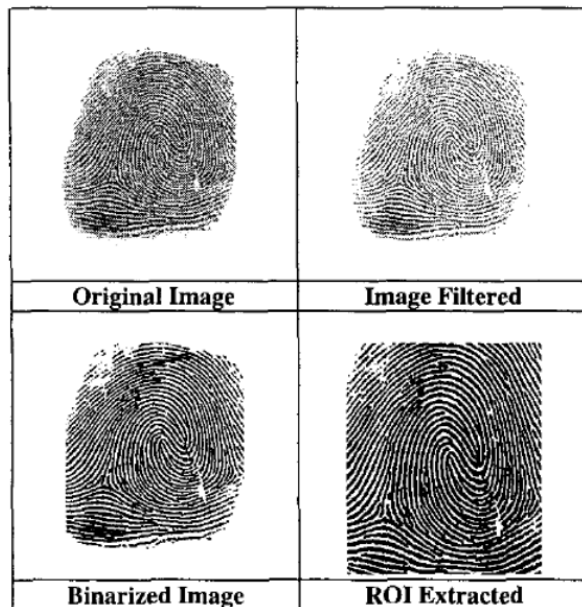 Original Image
Image Filtered
Binarized Image
ROI Extracted